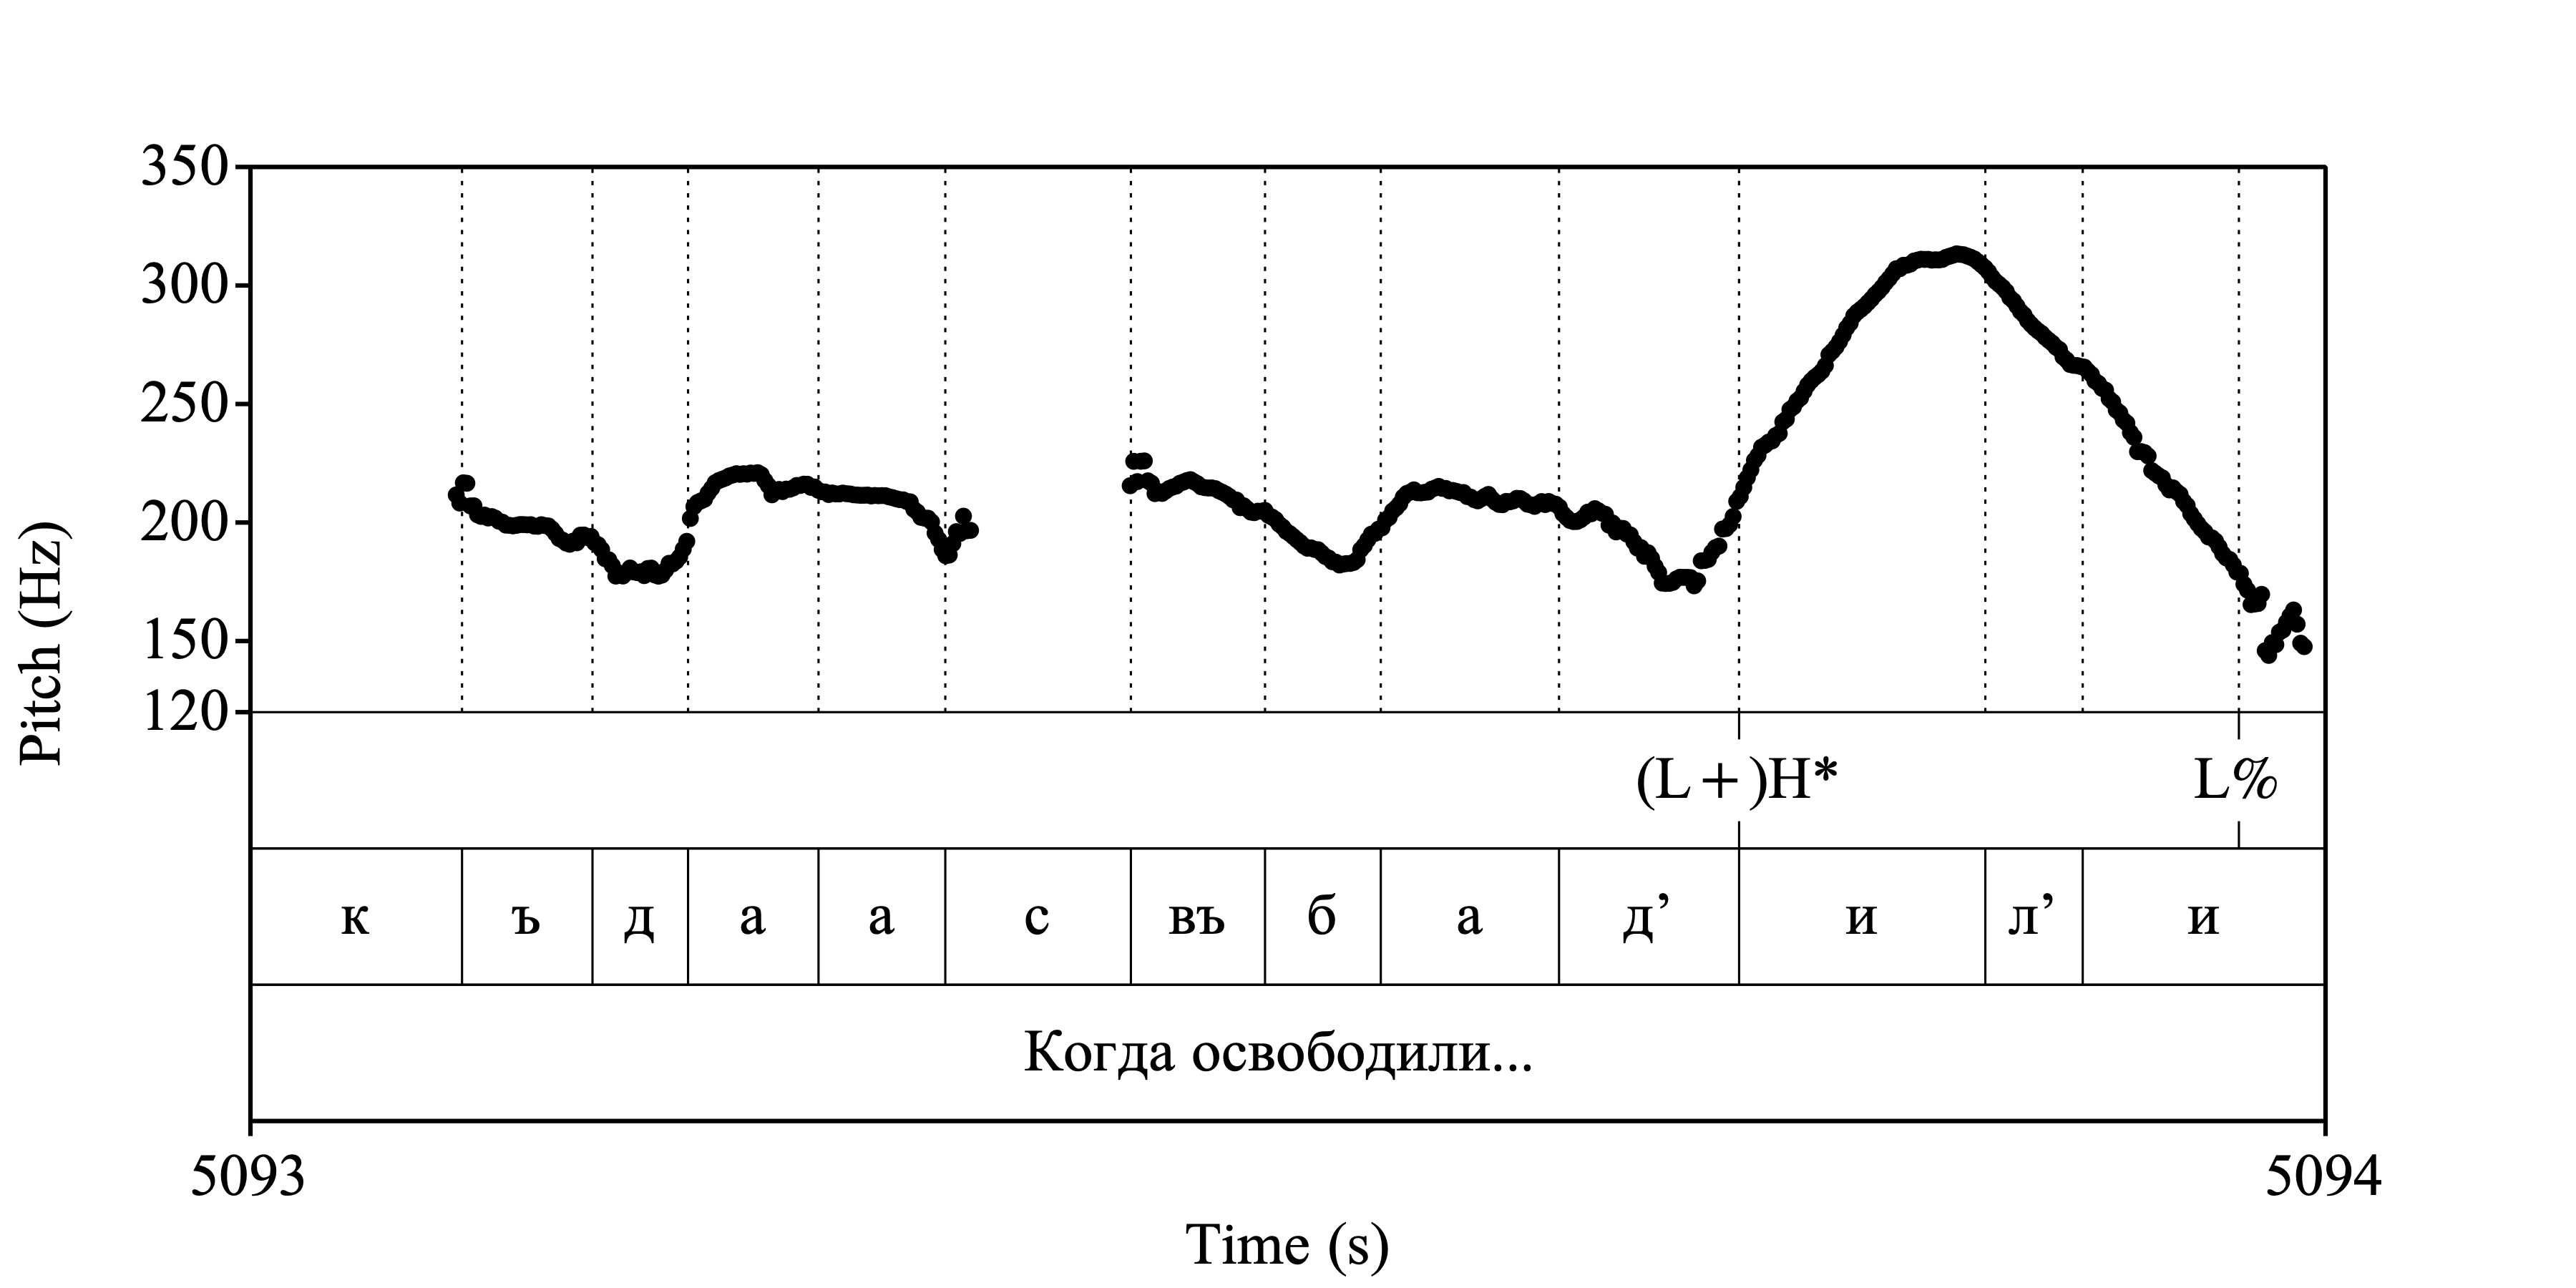 350
300
250
200
150
120
Pitch (Hz)
(L+)H* L%
к ъ д а а с въ б а д’ и л’ и
Когда освободили...
5093 5094
Time (s)